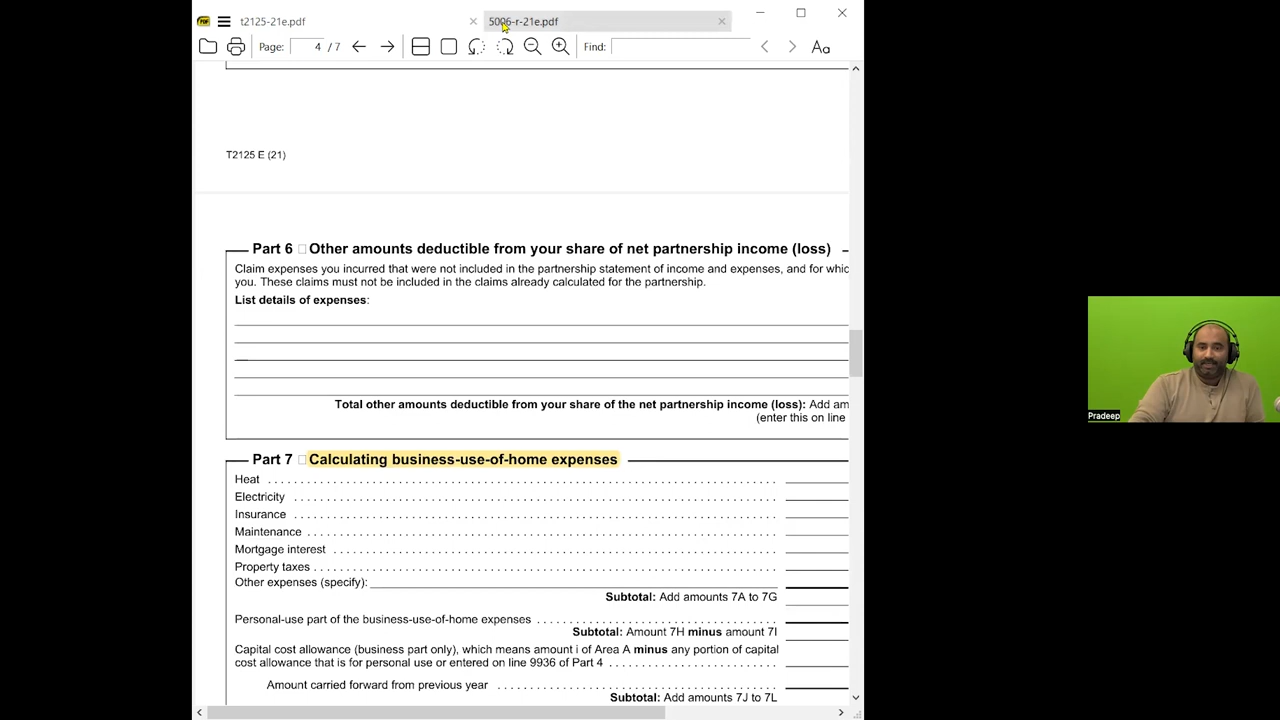 t2125-21e.pdf
5006-r-21e.pdf
Page: 4 / 7
Find:
Aa
T2125 E (21)
Part 6 □ Other amounts deductible from your share of net partnership income (loss)
Claim expenses you incurred that were not included in the partnership statement of income and expenses, and for whic
you. These claims must not be included in the claims already calculated for the partnership.
List details of expenses:
Total other amounts deductible from your share of the net partnership income (loss): Add am
(enter this on line
Part 7 □ Calculating business-use-of-home expenses
Heat
Electricity
Insurance
Maintenance
Mortgage interest
Property taxes
Other expenses (specify):
Subtotal: Add amounts 7A to 7G
Personal-use part of the business-use-of-home expenses
Subtotal: Amount 7H minus amount 7I
Capital cost allowance (business part only), which means amount i of Area A minus any portion of capital
cost allowance that is for personal use or entered on line 9936 of Part 4
Amount carried forward from previous year
Subtotal: Add amounts 7J to 7L
Pradeep